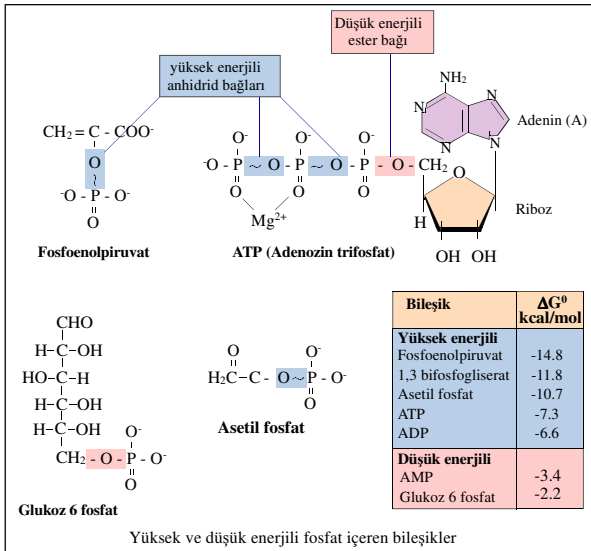 Düşük enerjili
ester bağı
yüksek enerjili
anhidrid bağları
NH₂
N
N
N
N
Adenin (A)
CH₂=C - COO⁻
O
~
⁻O - P - O⁻
O
Fosfoenolpiruvat
O⁻ O⁻ O⁻
⁻O - P ~ O - P ~ O - P - O - CH₂
O O O
Mg²⁺
O
H
OH OH
Riboz
ATP (Adenozin trifosfat)
CHO
H-C-OH
HO-C-H
H-C-OH
H-C-OH
O⁻
CH₂ - O - P - O⁻
O
Glukoz 6 fosfat
O O⁻
H₂C-C - O~P - O⁻
O
Asetil fosfat
Bileşik ΔG⁰
kcal/mol
Yüksek enerjili
Fosfoenolpiruvat -14.8
1,3 bifosfogliserat -11.8
Asetil fosfat -10.7
ATP -7.3
ADP -6.6
Düşük enerjili
AMP -3.4
Glukoz 6 fosfat -2.2
Yüksek ve düşük enerjili fosfat içeren bileşikler